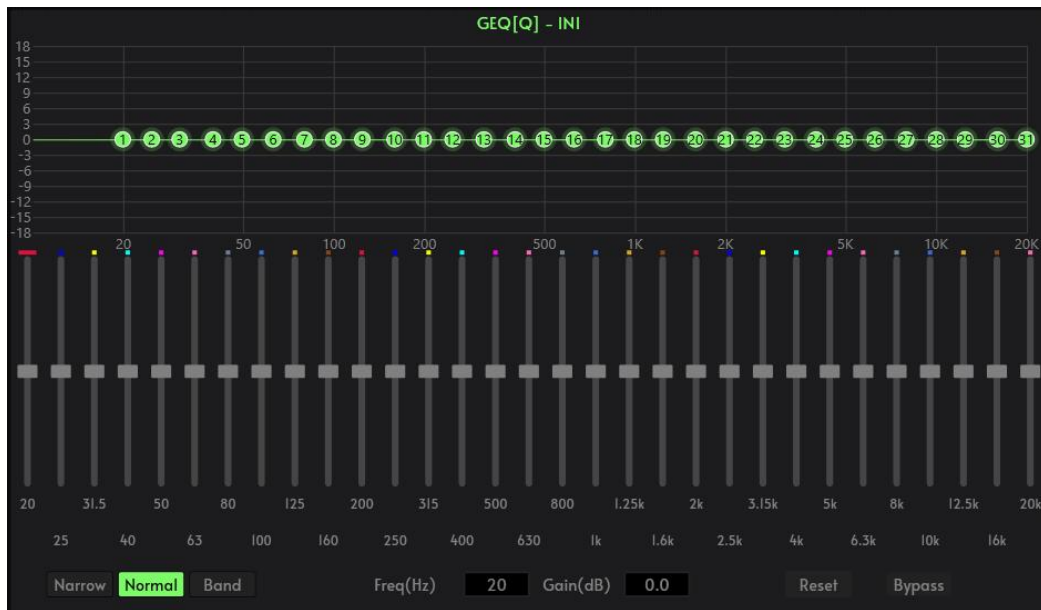 GEQ[Q] - INI
18
15
12
9
6
3
0
-3
-6
-9
-12
-15
-18
1 2 3 4 5 6 7 8 9 10 11 12 13 14 15 16 17 18 19 20 21 22 23 24 25 26 27 28 29 30 31
20 50 100 200 500 1K 2K 5K 10K 20K
20 31.5 50 80 125 200 315 500 800 1.25k 2k 3.15k 5k 8k 12.5k 20k
25 40 63 100 160 250 400 630 1k 1.6k 2.5k 4k 6.3k 10k 16k
Narrow Normal Band Freq(Hz) 20 Gain(dB) 0.0 Reset Bypass